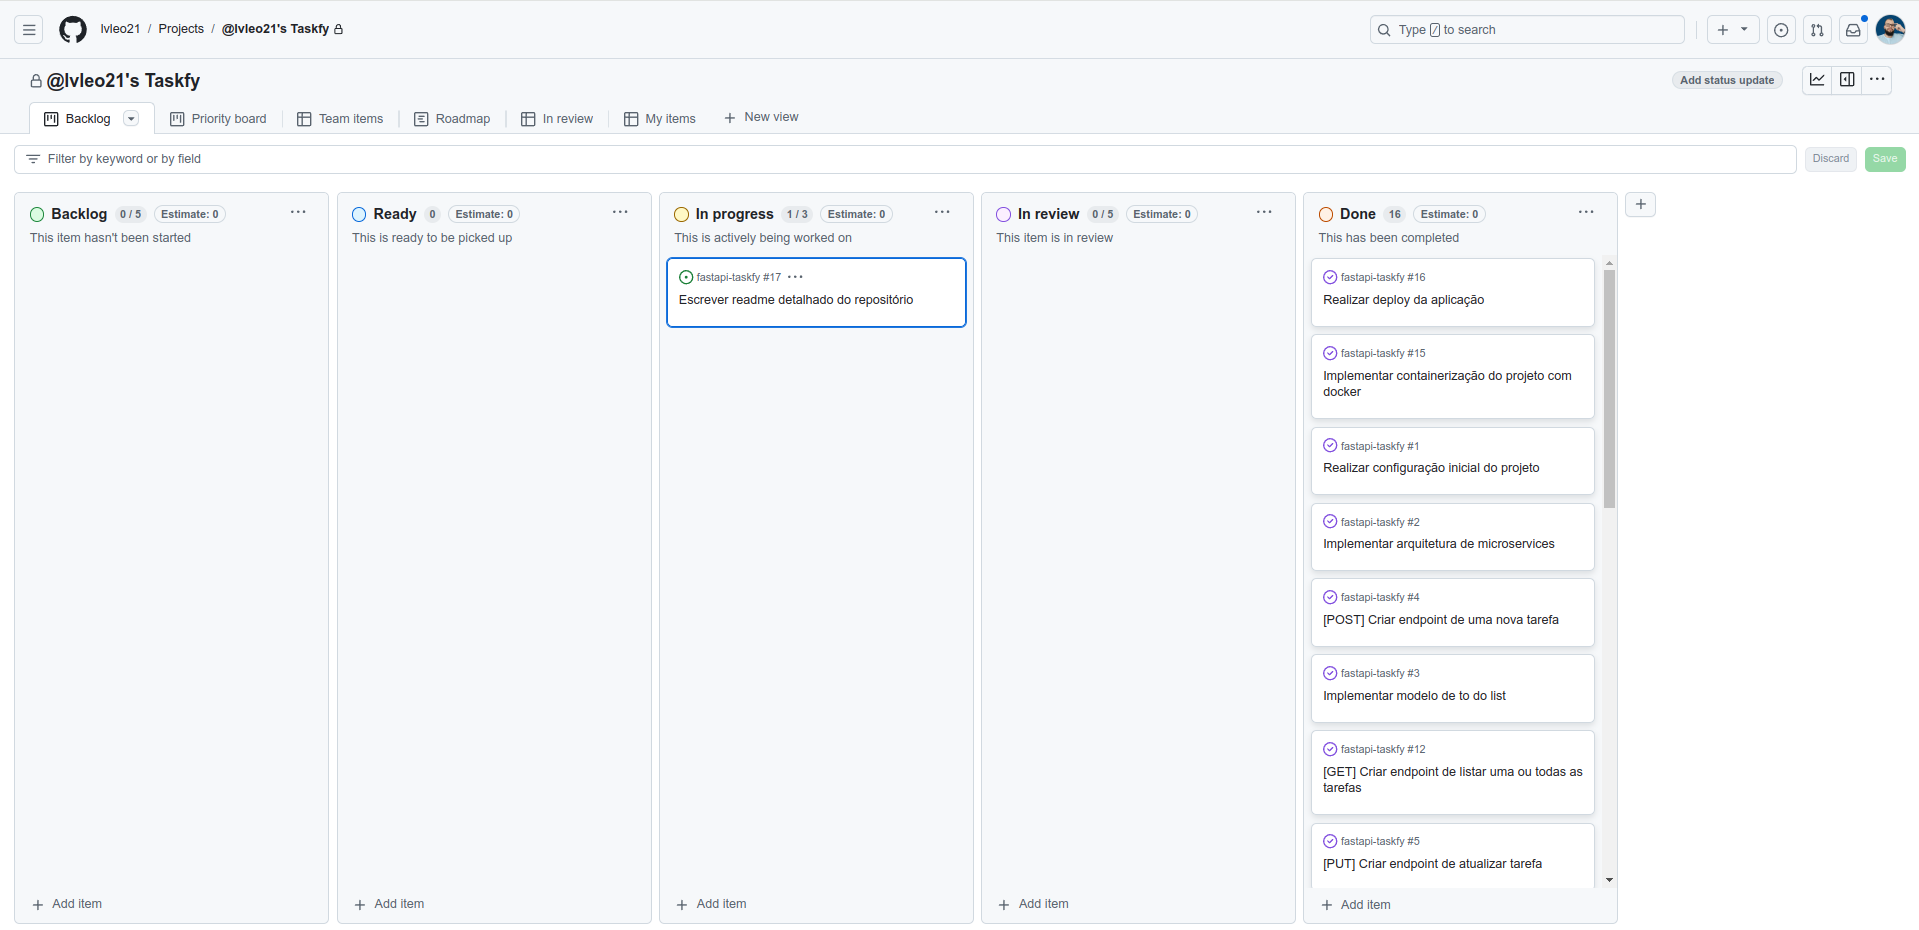 lvleo21 / Projects / @lvleo21's Taskfy
Type / to search
@lvleo21's Taskfy
Add status update
Backlog
Priority board
Team items
Roadmap
In review
My items
New view
Filter by keyword or by field
Discard
Save
Backlog 0 / 5 Estimate: 0
This item hasn't been started
Add item
Ready 0 Estimate: 0
This is ready to be picked up
Add item
In progress 1 / 3 Estimate: 0
This is actively being worked on
fastapi-taskfy #17
Escrever readme detalhado do repositório
Add item
In review 0 / 5 Estimate: 0
This item is in review
Add item
Done 16 Estimate: 0
This has been completed
fastapi-taskfy #16
Realizar deploy da aplicação
fastapi-taskfy #15
Implementar containerização do projeto com
docker
fastapi-taskfy #1
Realizar configuração inicial do projeto
fastapi-taskfy #2
Implementar arquitetura de microservices
fastapi-taskfy #4
[POST] Criar endpoint de uma nova tarefa
fastapi-taskfy #3
Implementar modelo de to do list
fastapi-taskfy #12
[GET] Criar endpoint de listar uma ou todas as
tarefas
fastapi-taskfy #5
[PUT] Criar endpoint de atualizar tarefa
Add item